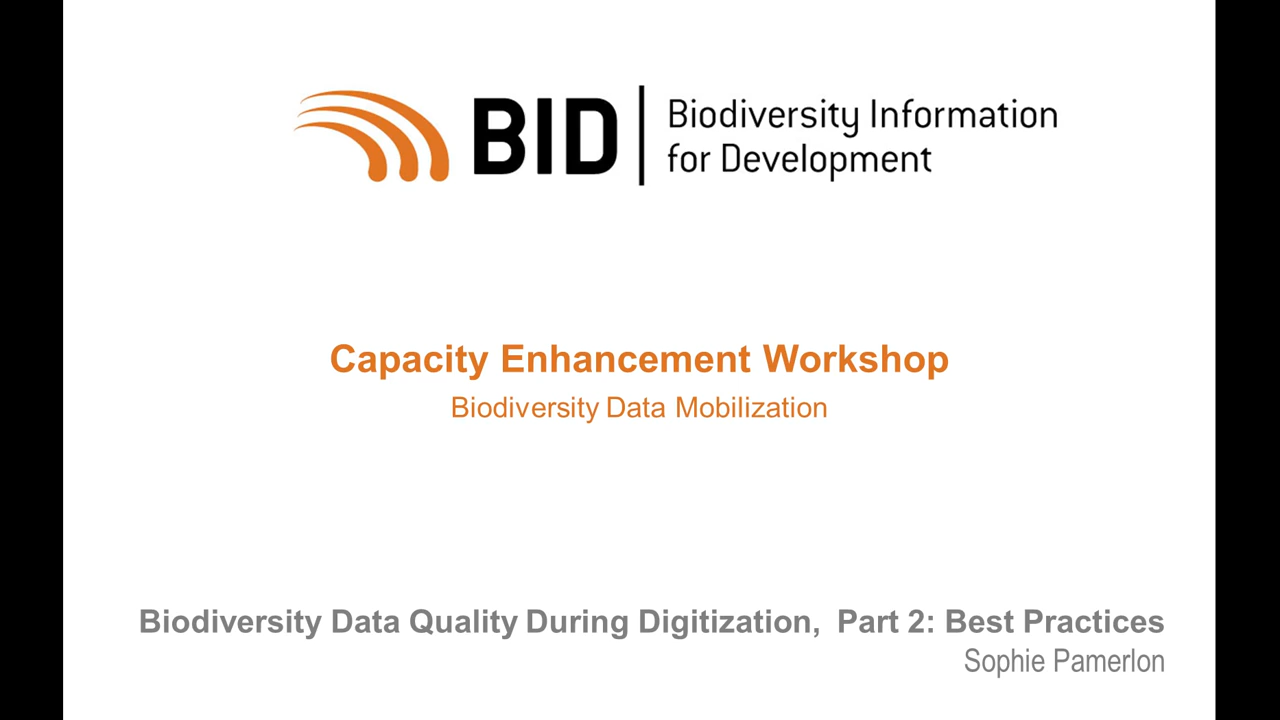 BID
Biodiversity Information
for Development
Capacity Enhancement Workshop
Biodiversity Data Mobilization
Biodiversity Data Quality During Digitization, Part 2: Best Practices
Sophie Pamerlon